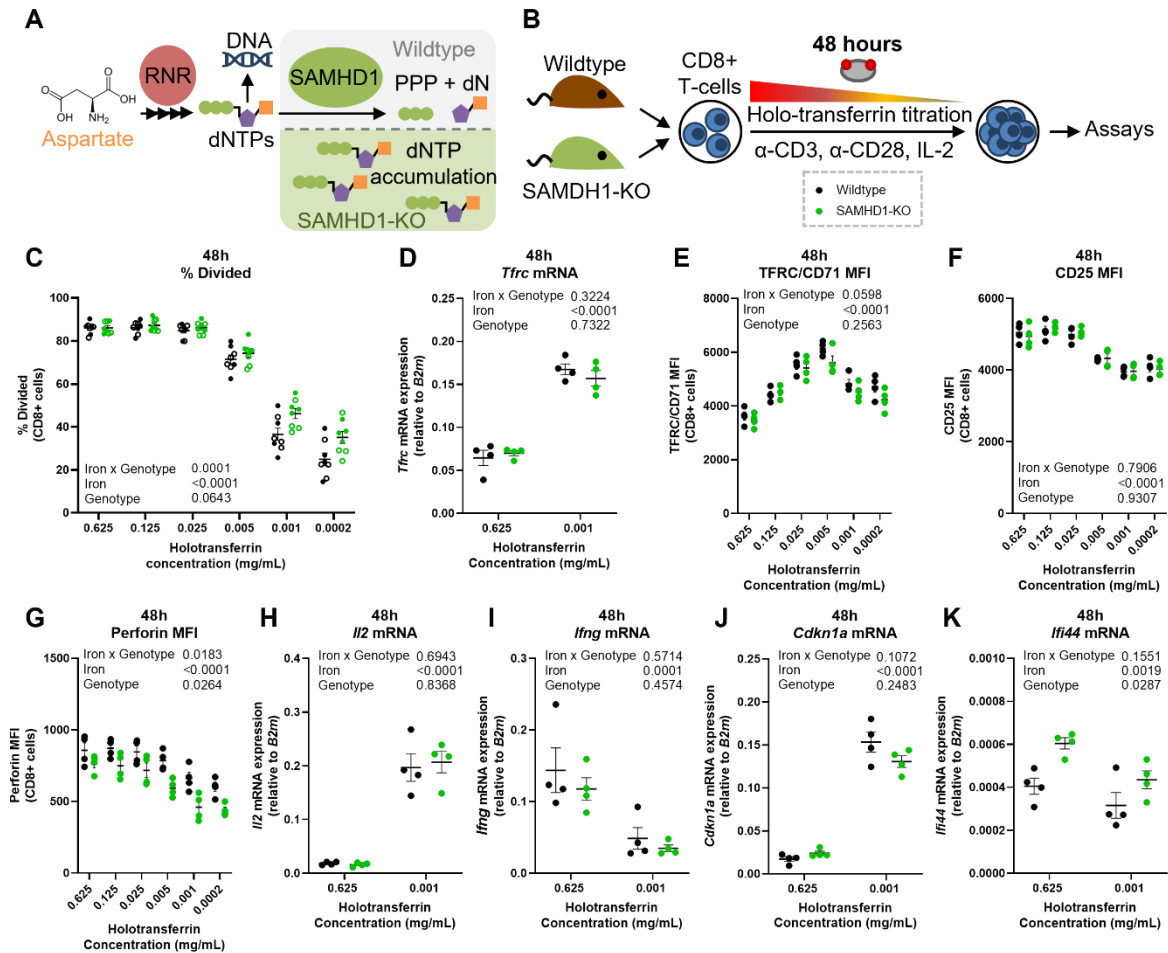 A
RNR
DNA
SAMHD1
Wildtype
PPP + dN
O
OH
OH
O
NH2
Aspartate
dNTPs
dNTP
accumulation
SAMHD1-KO
B
Wildtype
SAMDH1-KO
CD8+
T-cells
48 hours
Holo-transferrin titration
α-CD3, α-CD28, IL-2
Assays
Wildtype
SAMHD1-KO
C
48h
% Divided
% Divided
(CD8+ cells)
100
80
60
40
20
0
Iron x Genotype 0.0001
Iron <0.0001
Genotype 0.0643
0.625 0.125 0.025 0.005 0.001 0.0002
Holotransferrin
concentration (mg/mL)
D
48h
Tfrc mRNA
Iron x Genotype 0.3224
Iron <0.0001
Genotype 0.7322
Tfrc mRNA expression
(relative to B2m)
0.25
0.20
0.15
0.10
0.05
0.00
0.625 0.001
Holotransferrin
Concentration (mg/mL)
E
48h
TFRC/CD71 MFI
Iron x Genotype 0.0598
Iron <0.0001
Genotype 0.2563
TFRC/CD71 MFI
(CD8+ cells)
8000
6000
4000
2000
0
0.625 0.125 0.025 0.005 0.001 0.0002
Holotransferrin
Concentration (mg/mL)
F
48h
CD25 MFI
CD25 MFI
(CD8+ cells)
6000
4000
2000
0
Iron x Genotype 0.7906
Iron <0.0001
Genotype 0.9307
0.625 0.125 0.025 0.005 0.001 0.0002
Holotransferrin
Concentration (mg/mL)
G
48h
Perforin MFI
Iron x Genotype 0.0183
Iron <0.0001
Genotype 0.0264
Perforin MFI
(CD8+ cells)
1500
1000
500
0
0.625 0.125 0.025 0.005 0.001 0.0002
Holotransferrin
Concentration (mg/mL)
H
48h
Il2 mRNA
Iron x Genotype 0.6943
Iron <0.0001
Genotype 0.8368
Il2 mRNA expression
(relative to B2m)
0.4
0.3
0.2
0.1
0.0
0.625 0.001
Holotransferrin
Concentration (mg/mL)
I
48h
Ifng mRNA
Iron x Genotype 0.5714
Iron 0.0001
Genotype 0.4574
Ifng mRNA expression
(relative to B2m)
0.3
0.2
0.1
0.0
0.625 0.001
Holotransferrin
Concentration (mg/mL)
J
48h
Cdkn1a mRNA
Iron x Genotype 0.1072
Iron <0.0001
Genotype 0.2483
Cdkn1a mRNA expression
(relative to B2m)
0.25
0.20
0.15
0.10
0.05
0.00
0.625 0.001
Holotransferrin
Concentration (mg/mL)
K
48h
Ifi44 mRNA
Iron x Genotype 0.1551
Iron 0.0019
Genotype 0.0287
Ifi44 mRNA expression
(relative to B2m)
0.0010
0.0008
0.0006
0.0004
0.0002
0.0000
0.625 0.001
Holotransferrin
Concentration (mg/mL)